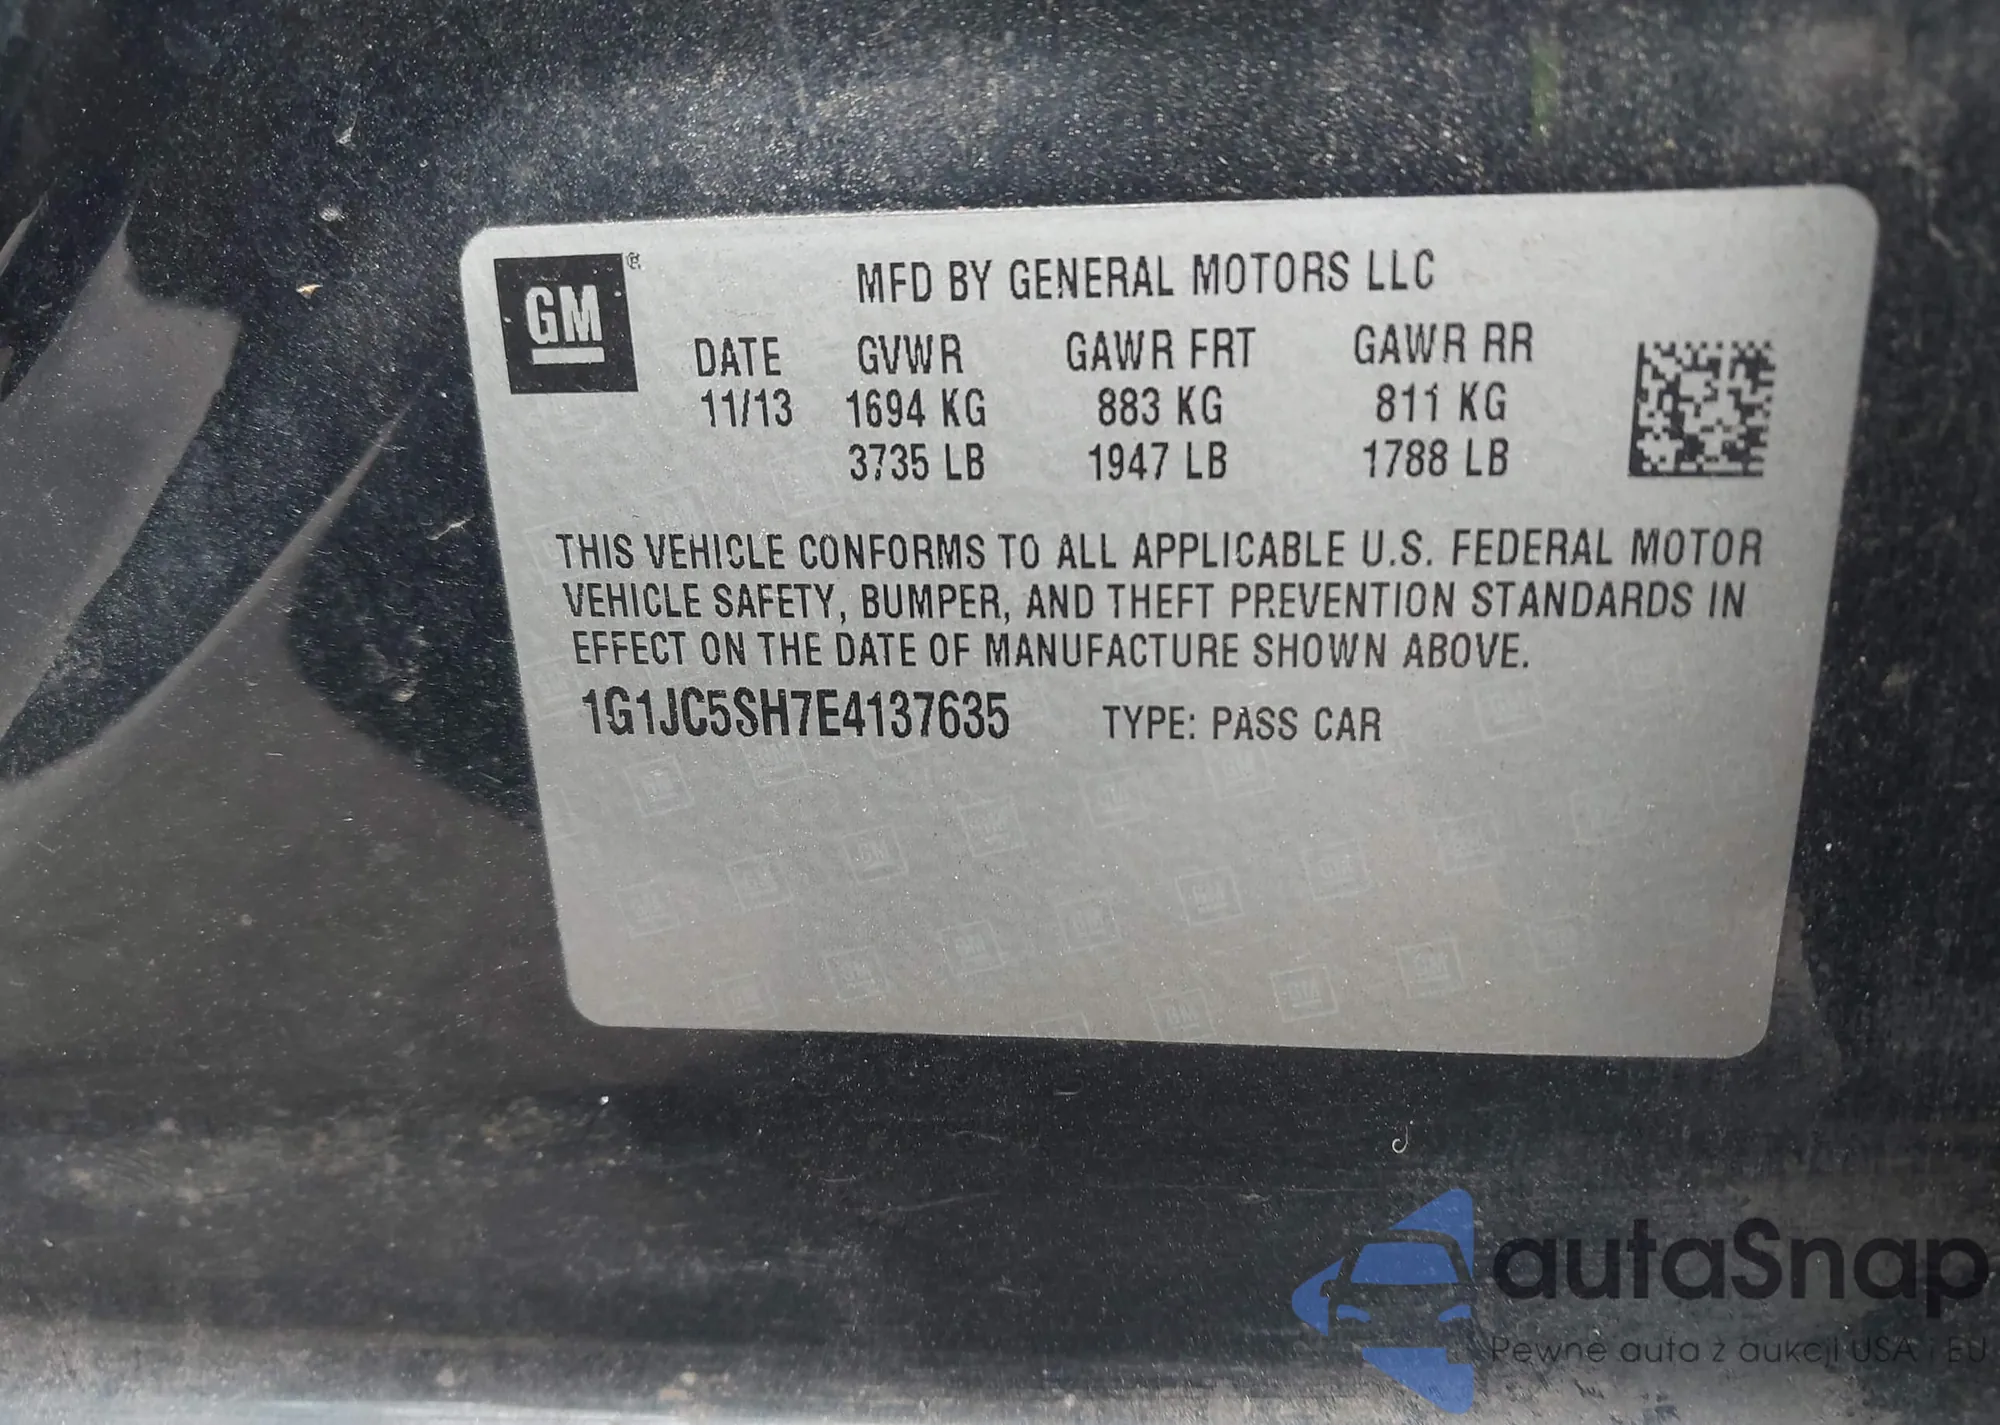 GM
MFD BY GENERAL MOTORS LLC
DATE GVWR GAWR FRT GAWR RR
11/13 1694 KG 883 KG 811 KG
3735 LB 1947 LB 1788 LB
THIS VEHICLE CONFORMS TO ALL APPLICABLE U.S. FEDERAL MOTOR
VEHICLE SAFETY, BUMPER, AND THEFT PREVENTION STANDARDS IN
EFFECT ON THE DATE OF MANUFACTURE SHOWN ABOVE.
1G1JC5SH7E4137635 TYPE: PASS CAR
autaSnap
Pewne auta z aukcji USA i EU